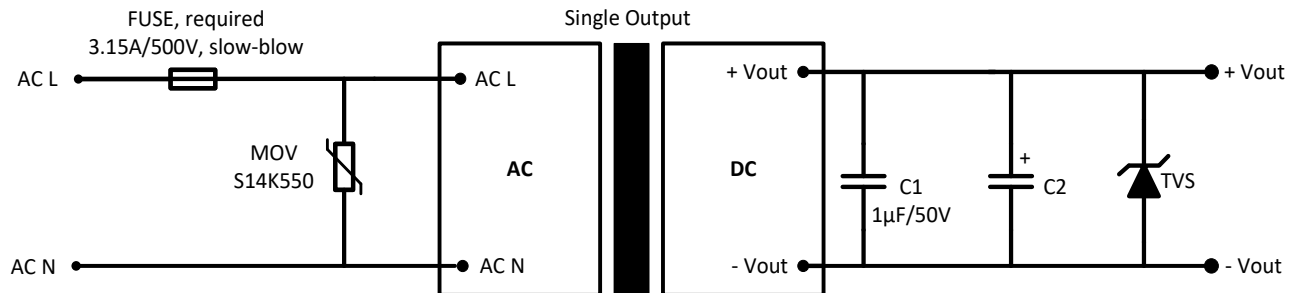 Single Output
FUSE, required
3.15A/500V, slow-blow
AC L
AC L
+ Vout
+ Vout
MOV
S14K550
AC
DC
C1
1µF/50V
+
C2
TVS
AC N
AC N
- Vout
- Vout